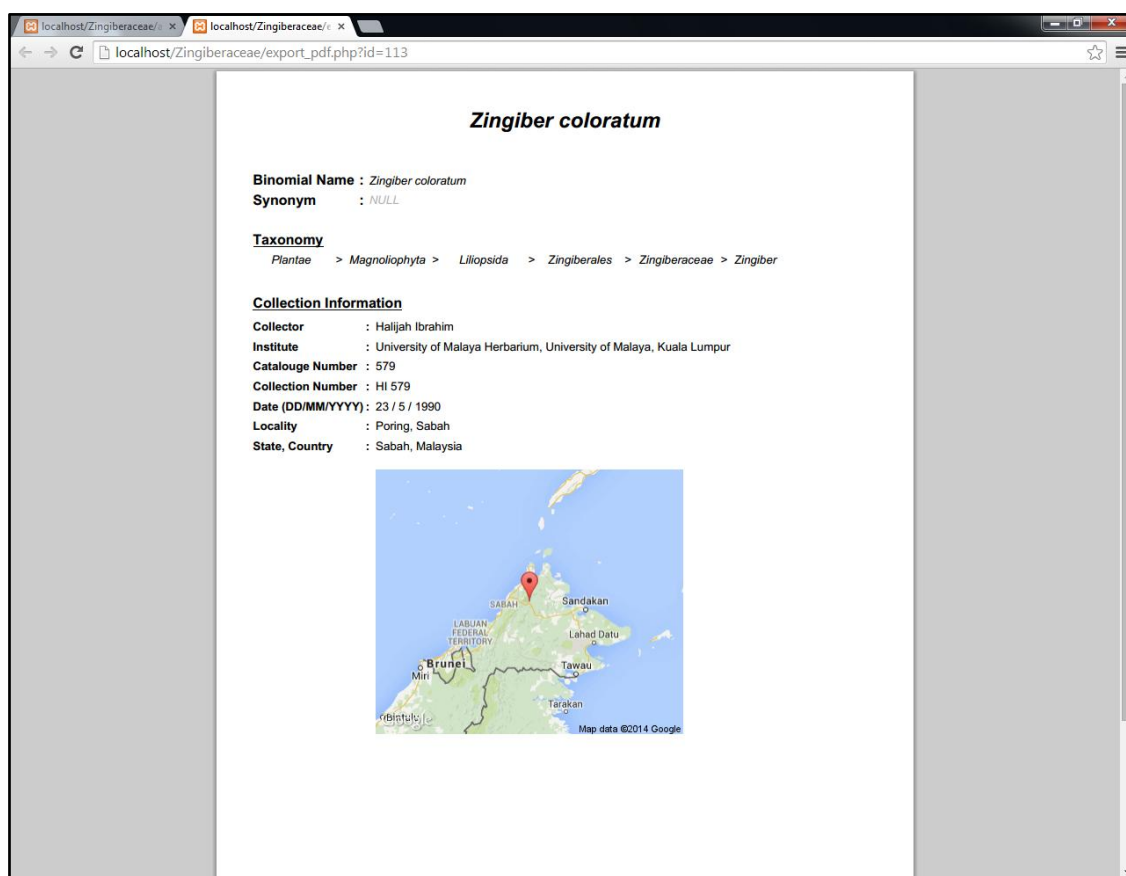 localhost/Zingiberaceae/e × localhost/Zingiberaceae/e ×
localhost/Zingiberaceae/export_pdf.php?id=113
Zingiber coloratum
Binomial Name : Zingiber coloratum
Synonym : NULL
Taxonomy
Plantae > Magnoliophyta > Liliopsida > Zingiberales > Zingiberaceae > Zingiber
Collection Information
Collector : Halijah Ibrahim
Institute : University of Malaya Herbarium, University of Malaya, Kuala Lumpur
Catalouge Number : 579
Collection Number : HI 579
Date (DD/MM/YYYY) : 23 / 5 / 1990
Locality : Poring, Sabah
State, Country : Sabah, Malaysia
SABAH
Sandakan
LABUAN
FEDERAL
TERRITORY
Lahad Datu
Brunei
Tawau
Miri
Tarakan
Bintulu
Google
Map data ©2014 Google